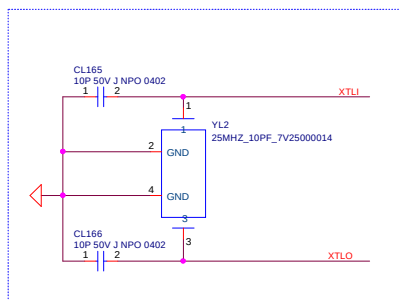 CL165
10P 50V J NPO 0402
1 2
XTLI
1
1
YL2
25MHZ_10PF_7V25000014
2
GND
4
GND
3
3
CL166
10P 50V J NPO 0402
1 2
XTLO